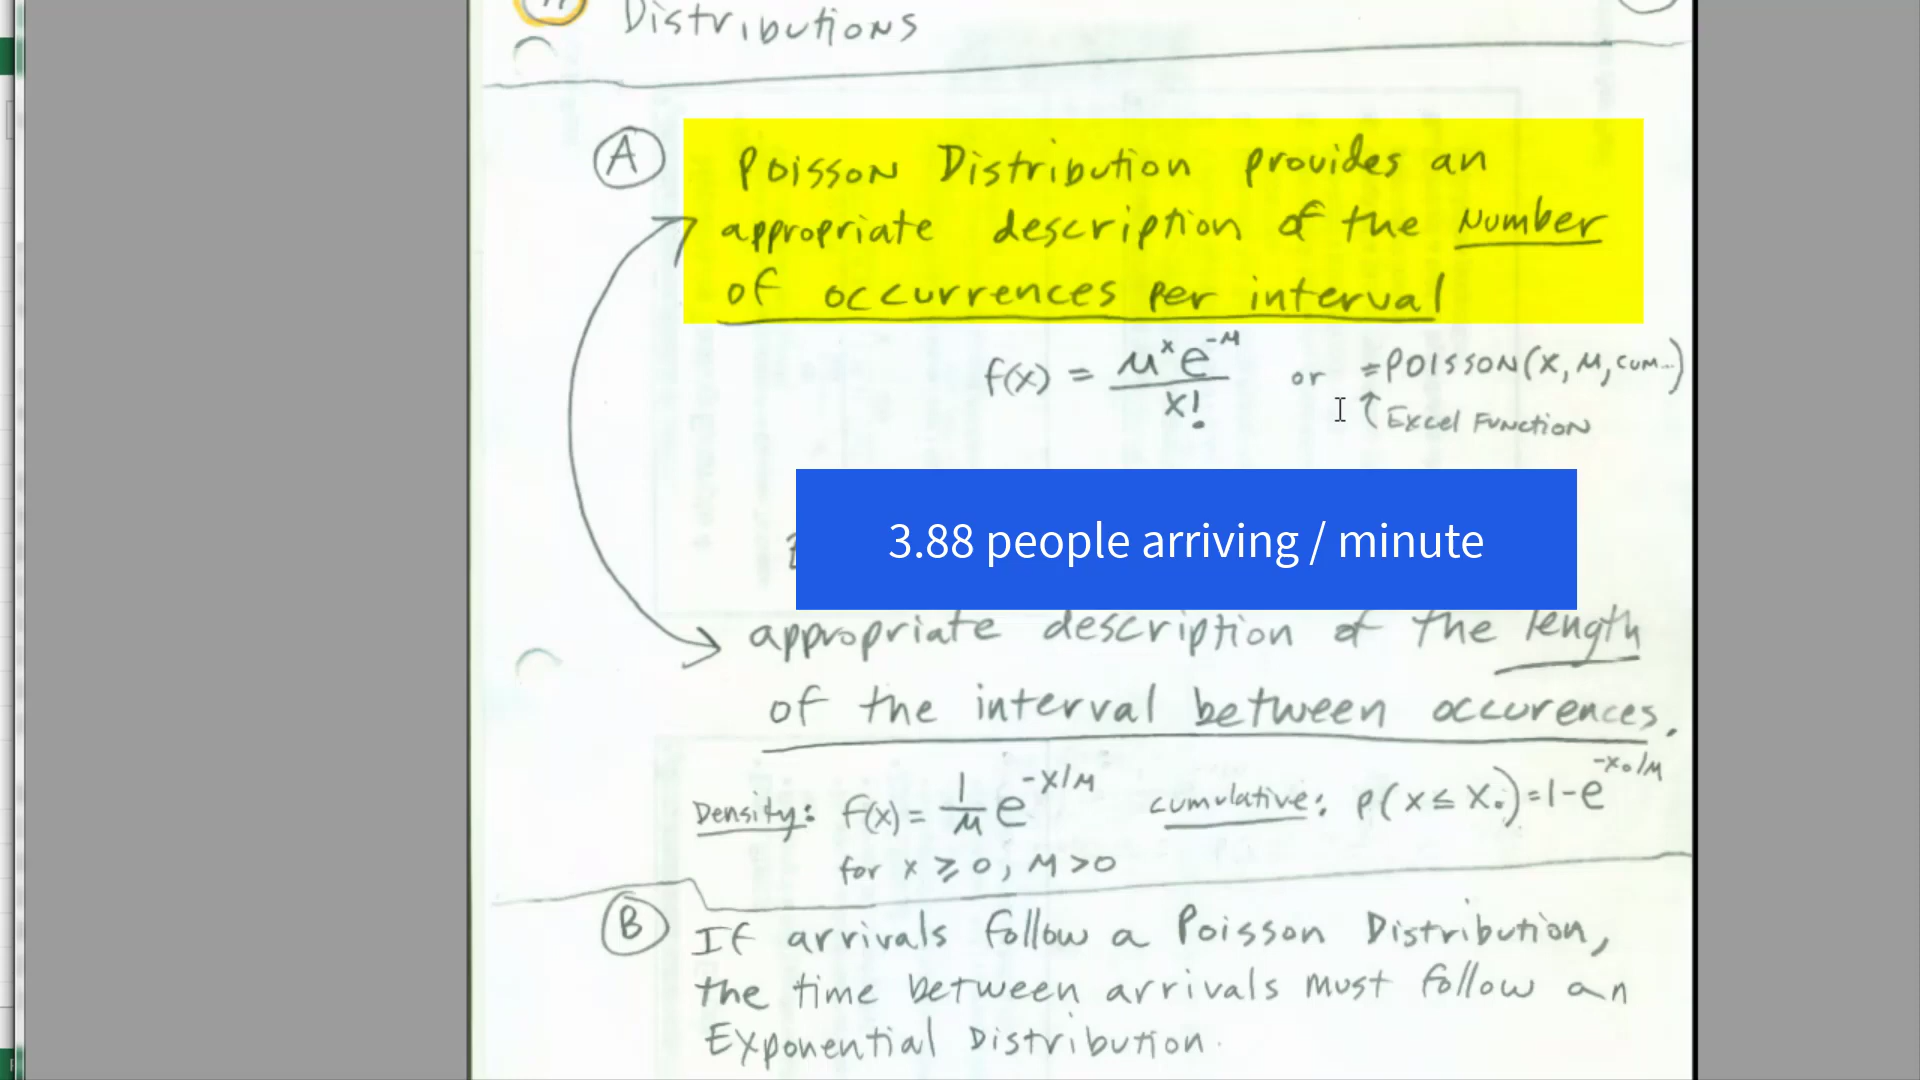 Distributions
A
Poisson Distribution provides an
appropriate description of the Number
of occurrences per interval
f(x) = μˣe⁻ᴹ / x! or =POISSON(x, M, cum...)
Excel Function
3.88 people arriving / minute
appropriate description of the length
of the interval between occurences.
Density: f(x) = 1/M e^-x/M cumulative: P(x ≤ x₀) = 1 - e^-x₀/M
for x ≥ 0, M > 0
B
If arrivals follow a Poisson Distribution,
the time between arrivals must follow an
Exponential Distribution.